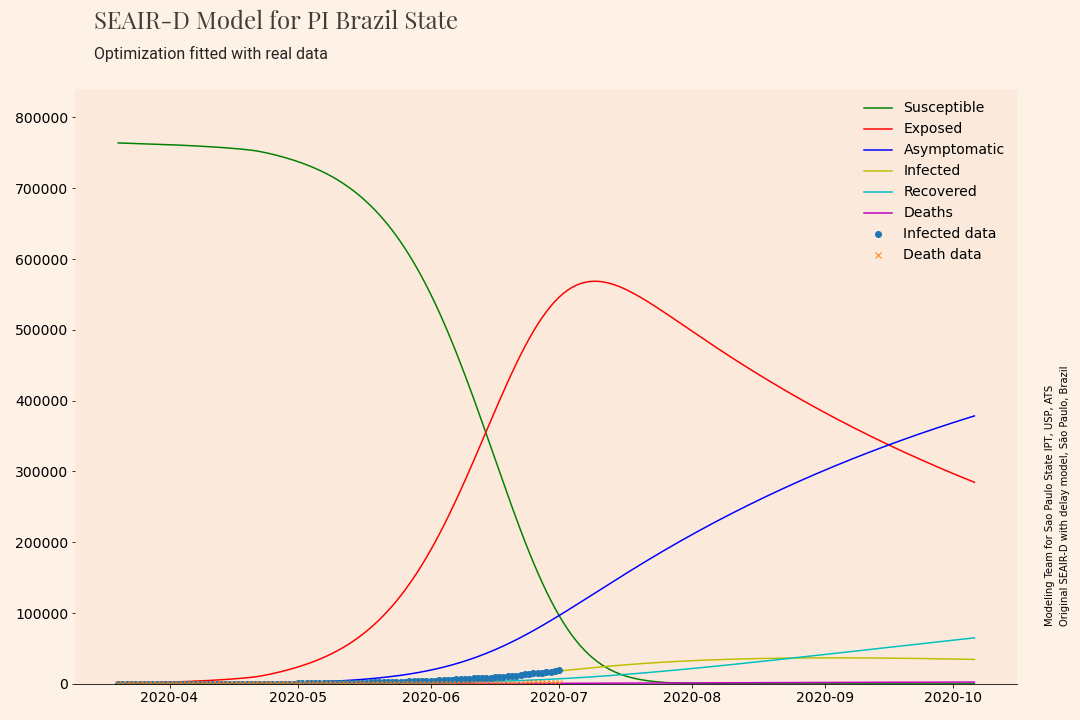 SEAIR-D Model for PI Brazil State
Optimization fitted with real data
Susceptible
Exposed
Asymptomatic
Infected
Recovered
Deaths
Infected data
Death data
800000
700000
600000
500000
400000
300000
200000
100000
0
2020-04
2020-05
2020-06
2020-07
2020-08
2020-09
2020-10
Modeling Team for Sao Paulo State IPT, USP, ATS
Original SEAIR-D with delay model, São Paulo, Brazil